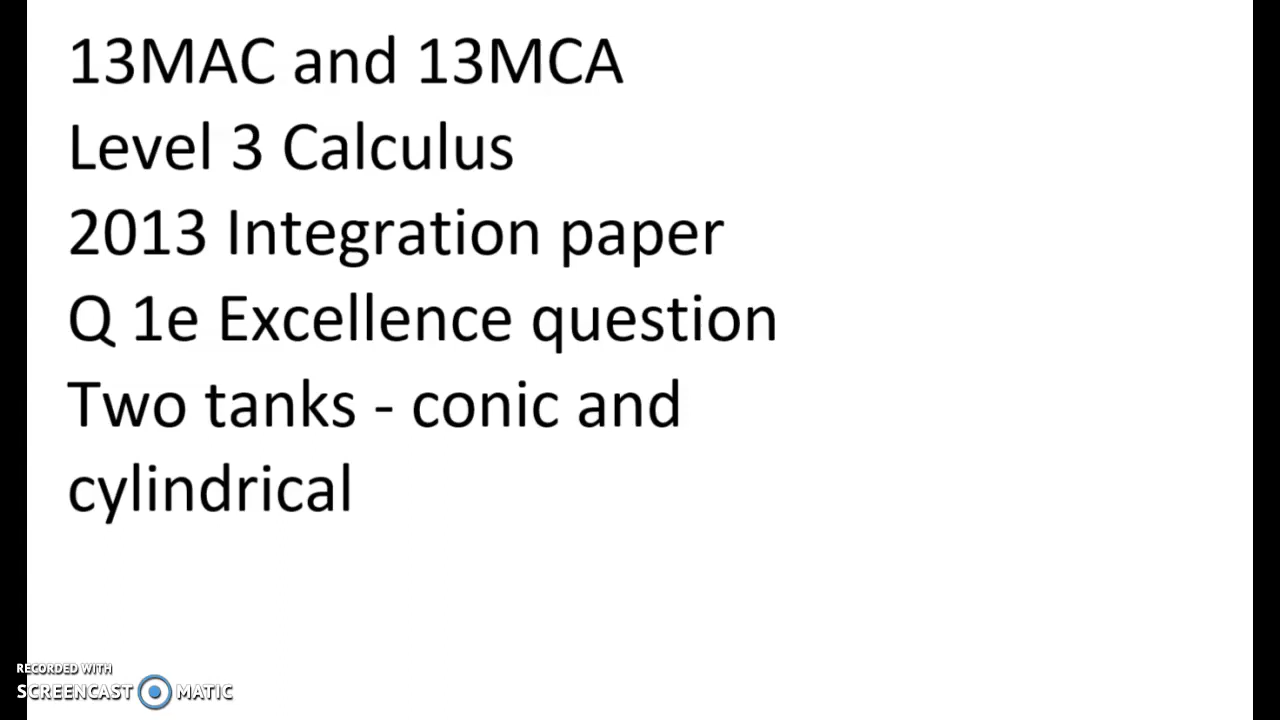 13MAC and 13MCA
Level 3 Calculus
2013 Integration paper
Q 1e Excellence question
Two tanks - conic and
cylindrical
RECORDED WITH
SCREENCAST MATIC